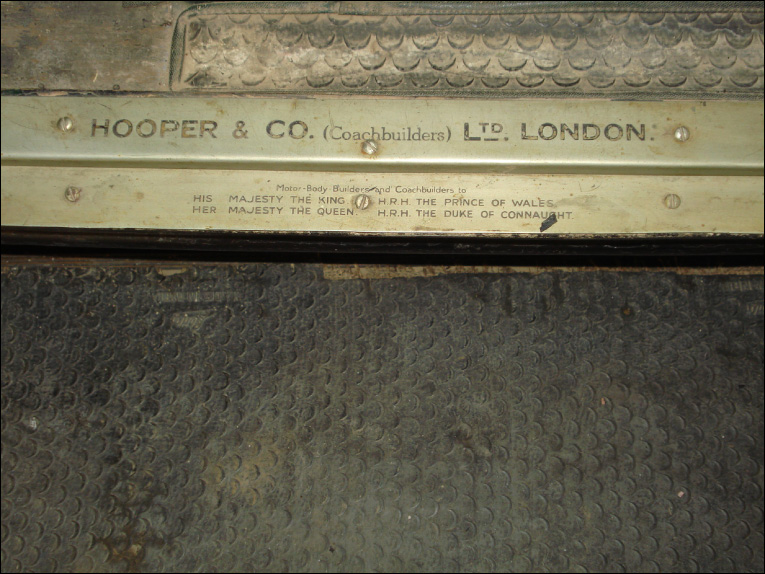 HOOPER & CO. (Coachbuilders) LTD. LONDON.
Motor-Body Builders and Coachbuilders to
HIS MAJESTY THE KING H.R.H. THE PRINCE OF WALES,
HER MAJESTY THE QUEEN. H.R.H. THE DUKE OF CONNAUGHT.